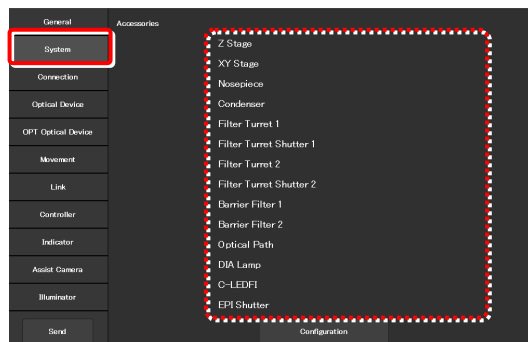 General
System
Connection
Optical Device
OPT Optical Device
Movement
Link
Controller
Indicator
Assist Camera
Illuminator
Send
Accessories
Z Stage
XY Stage
Nosepiece
Condenser
Filter Turret 1
Filter Turret Shutter 1
Filter Turret 2
Filter Turret Shutter 2
Barrier Filter 1
Barrier Filter 2
Optical Path
DIA Lamp
C-LEDFI
EPI Shutter
Configuration